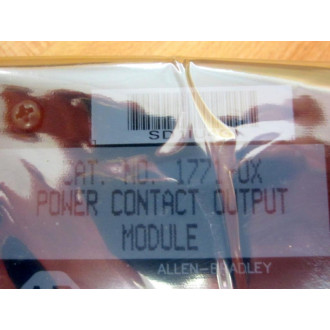 CAT. NO. 1771-OX
POWER CONTACT OUTPUT
MODULE
ALLEN-BRADLEY